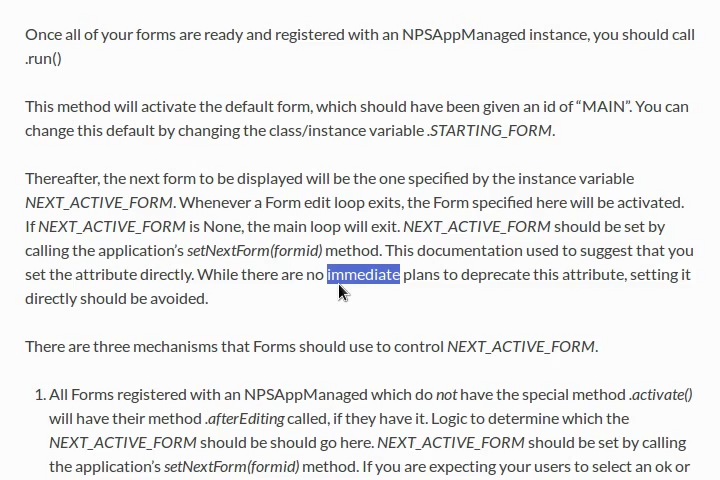 Once all of your forms are ready and registered with an NPSAppManaged instance, you should call
.run()
This method will activate the default form, which should have been given an id of “MAIN”. You can
change this default by changing the class/instance variable .STARTING_FORM.
Thereafter, the next form to be displayed will be the one specified by the instance variable
NEXT_ACTIVE_FORM. Whenever a Form edit loop exits, the Form specified here will be activated.
If NEXT_ACTIVE_FORM is None, the main loop will exit. NEXT_ACTIVE_FORM should be set by
calling the application’s setNextForm(formid) method. This documentation used to suggest that you
set the attribute directly. While there are no immediate plans to deprecate this attribute, setting it
directly should be avoided.
There are three mechanisms that Forms should use to control NEXT_ACTIVE_FORM.
1. All Forms registered with an NPSAppManaged which do not have the special method .activate()
will have their method .afterEditing called, if they have it. Logic to determine which the
NEXT_ACTIVE_FORM should be should go here. NEXT_ACTIVE_FORM should be set by calling
the application’s setNextForm(formid) method. If you are expecting your users to select an ok or